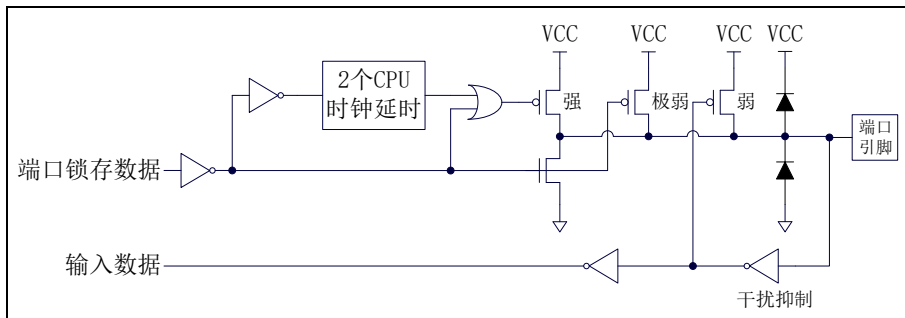 VCC
VCC
VCC
VCC
2个CPU
时钟延时
强
极弱
弱
端口
引脚
端口锁存数据
输入数据
干扰抑制